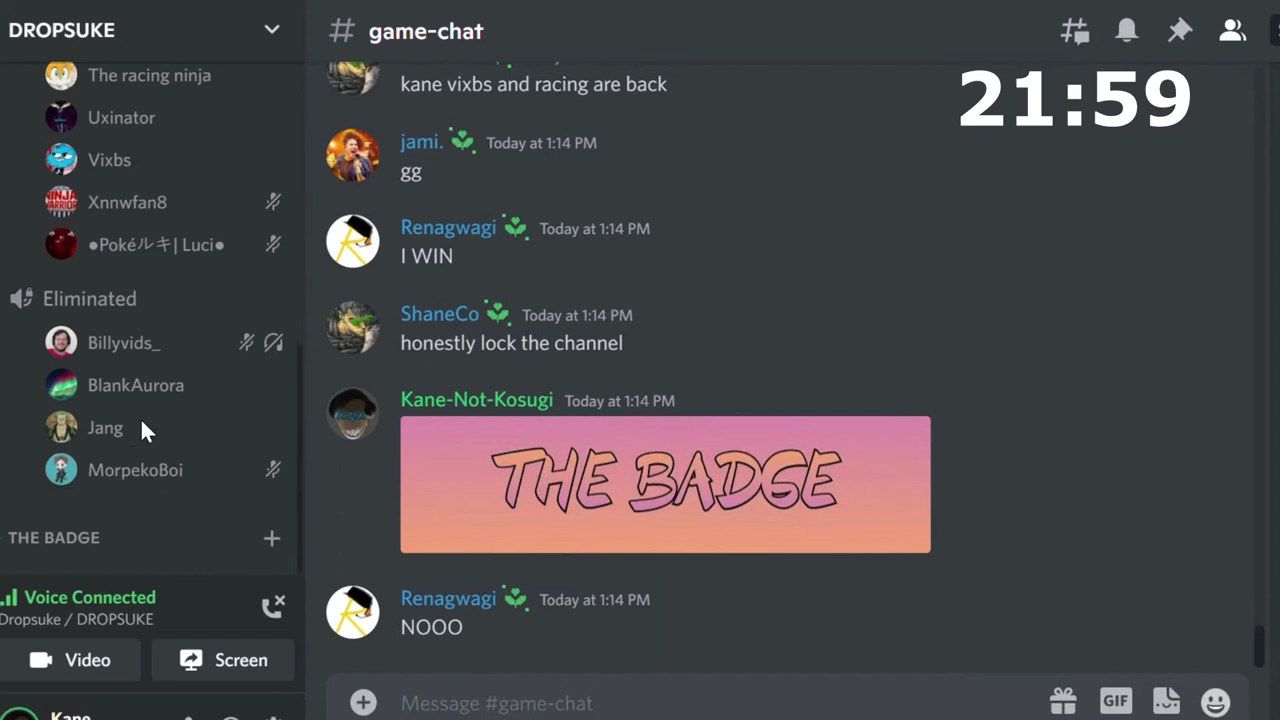 DROPSUKE
The racing ninja
Uxinator
Vixbs
Xnnwfan8
●Pokéルキ| Luci●
Eliminated
Billyvids_
BlankAurora
Jang
MorpekoBoi
THE BADGE
Voice Connected
Dropsuke / DROPSUKE
Video
Screen
Kane
# game-chat
21:59
kane vixbs and racing are back
jami. Today at 1:14 PM
gg
Renagwagi Today at 1:14 PM
I WIN
ShaneCo Today at 1:14 PM
honestly lock the channel
Kane-Not-Kosugi Today at 1:14 PM
THE BADGE
Renagwagi Today at 1:14 PM
NOOO
Message #game-chat
GIF